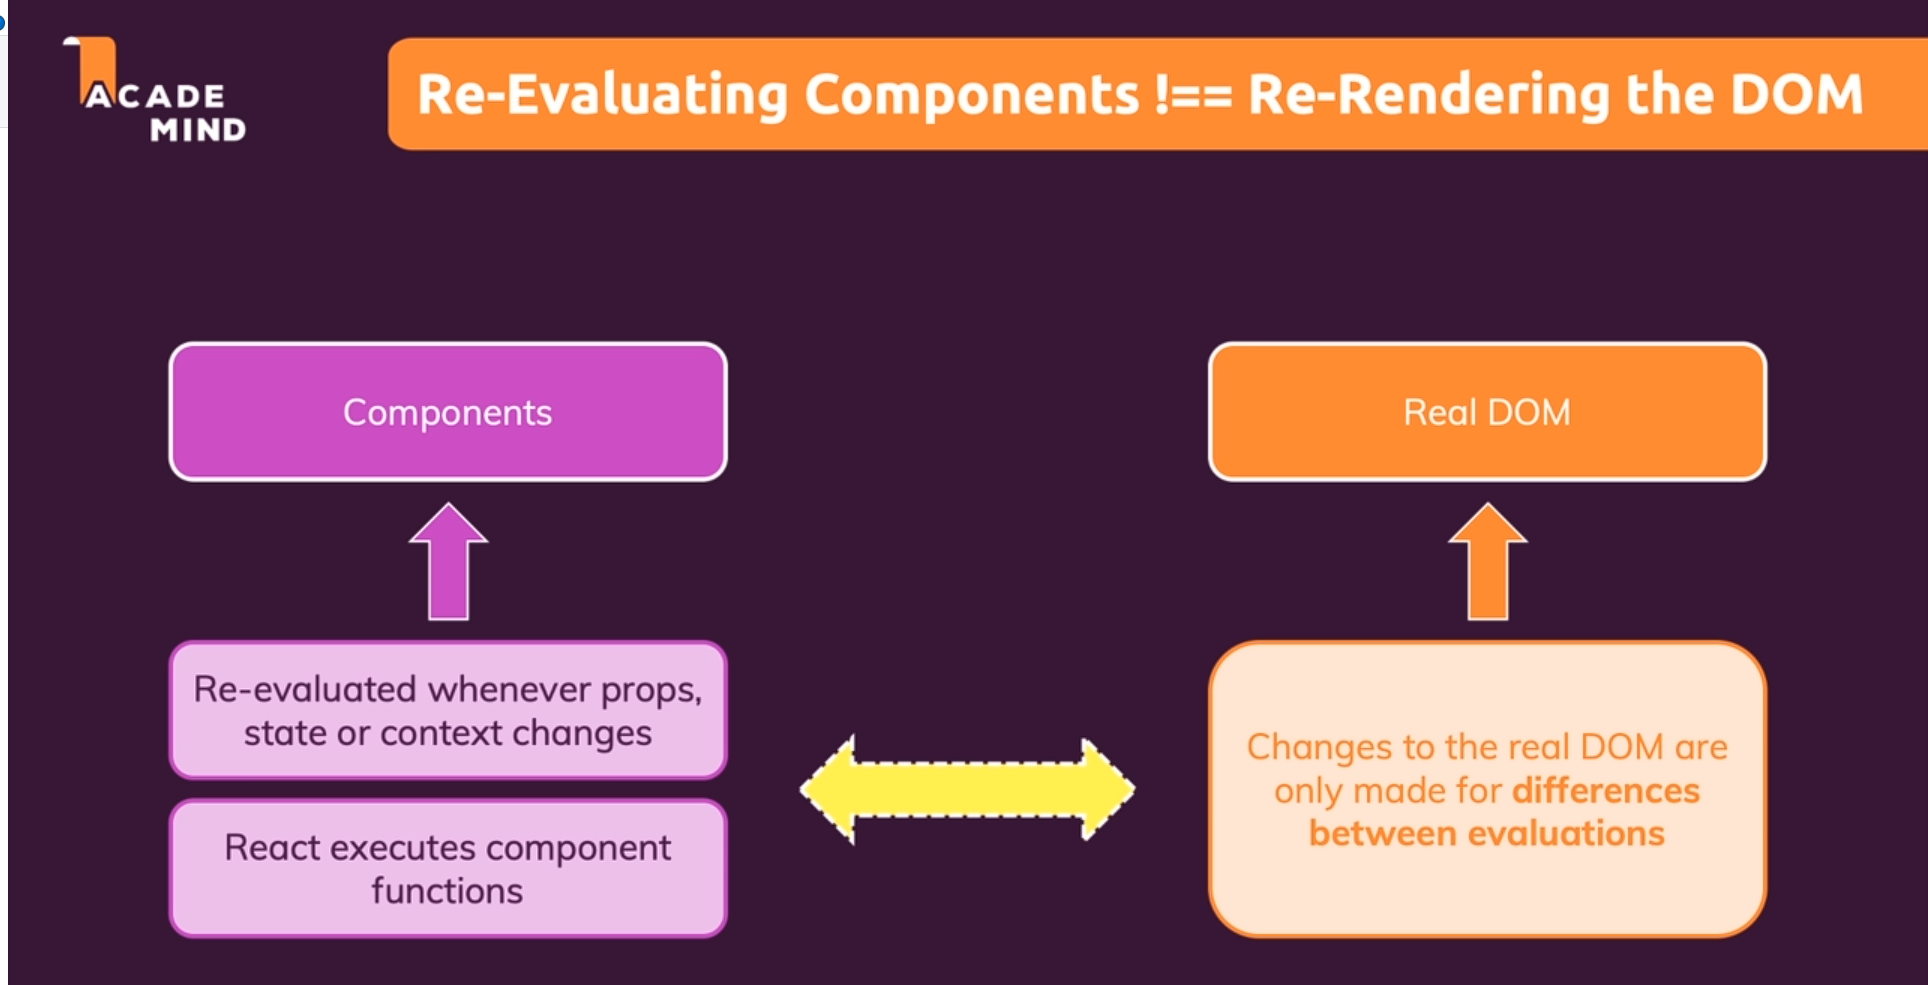 ACADE
MIND
Re-Evaluating Components !== Re-Rendering the DOM
Components
Real DOM
Re-evaluated whenever props,
state or context changes
React executes component
functions
Changes to the real DOM are
only made for differences
between evaluations